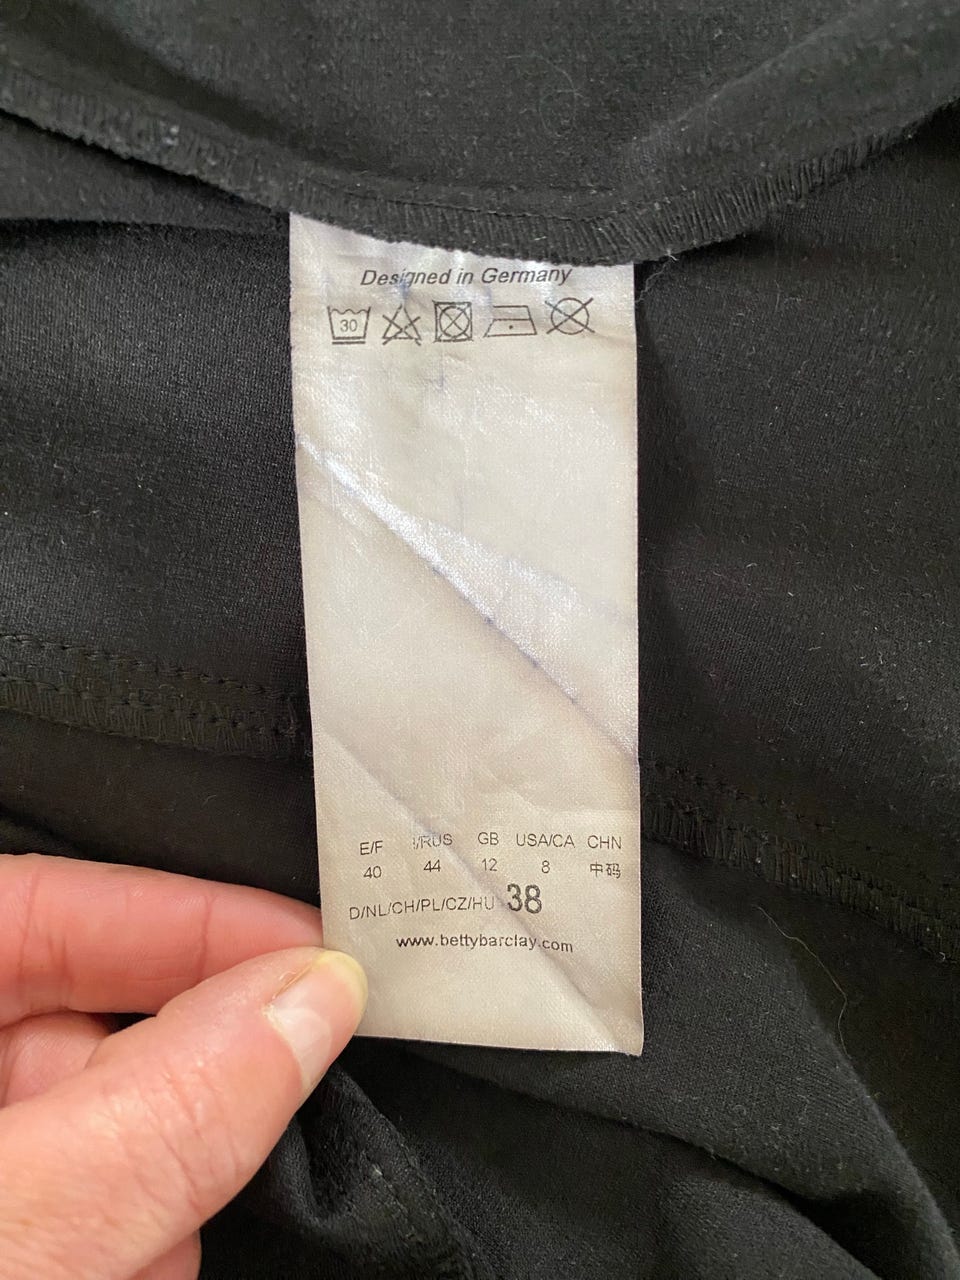 Designed in Germany
30
E/F I/RUS GB USA/CA CHN
40 44 12 8 中码
D/NL/CH/PL/CZ/HU 38
www.bettybarclay.com